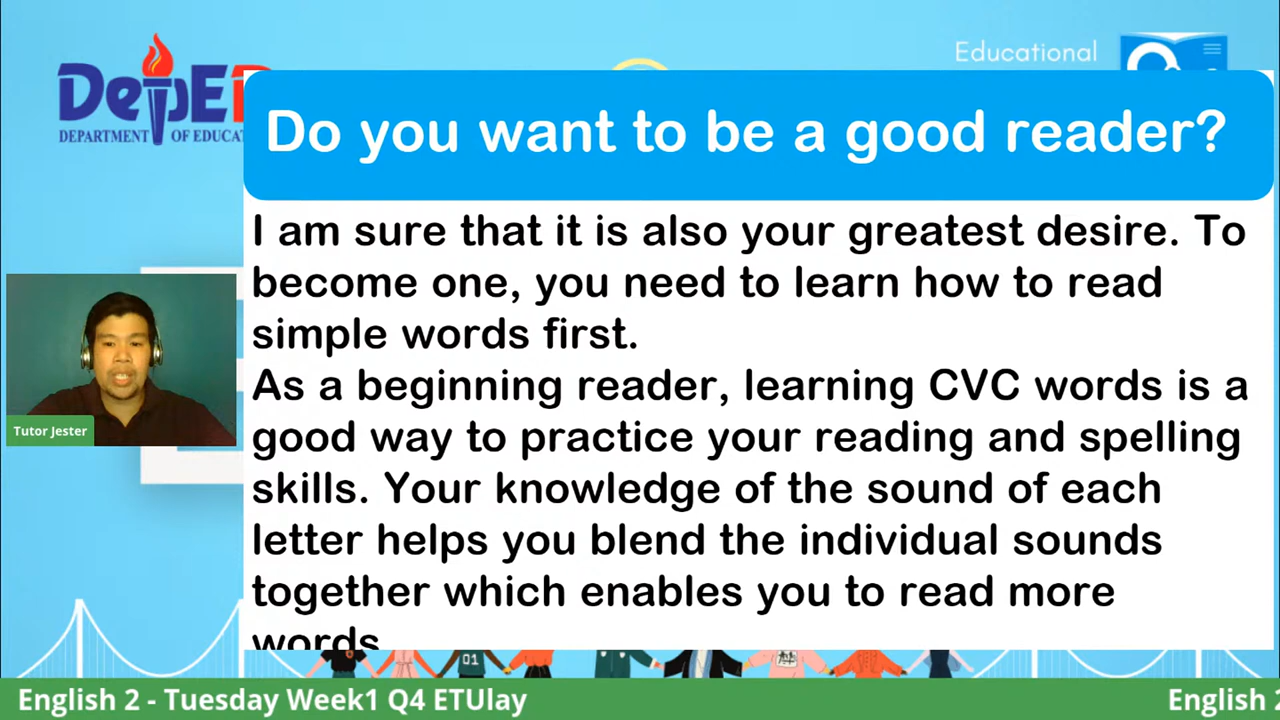 DepED
DEPARTMENT OF EDUCAT
Educational
Do you want to be a good reader?
I am sure that it is also your greatest desire. To
become one, you need to learn how to read
simple words first.
As a beginning reader, learning CVC words is a
good way to practice your reading and spelling
skills. Your knowledge of the sound of each
letter helps you blend the individual sounds
together which enables you to read more
words.
Tutor Jester
01
English 2 - Tuesday Week1 Q4 ETUlay
English 2